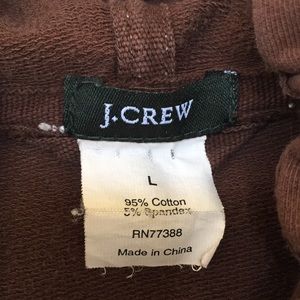 J.CREW
L
95% Cotton
5% Spandex
RN77388
Made in China